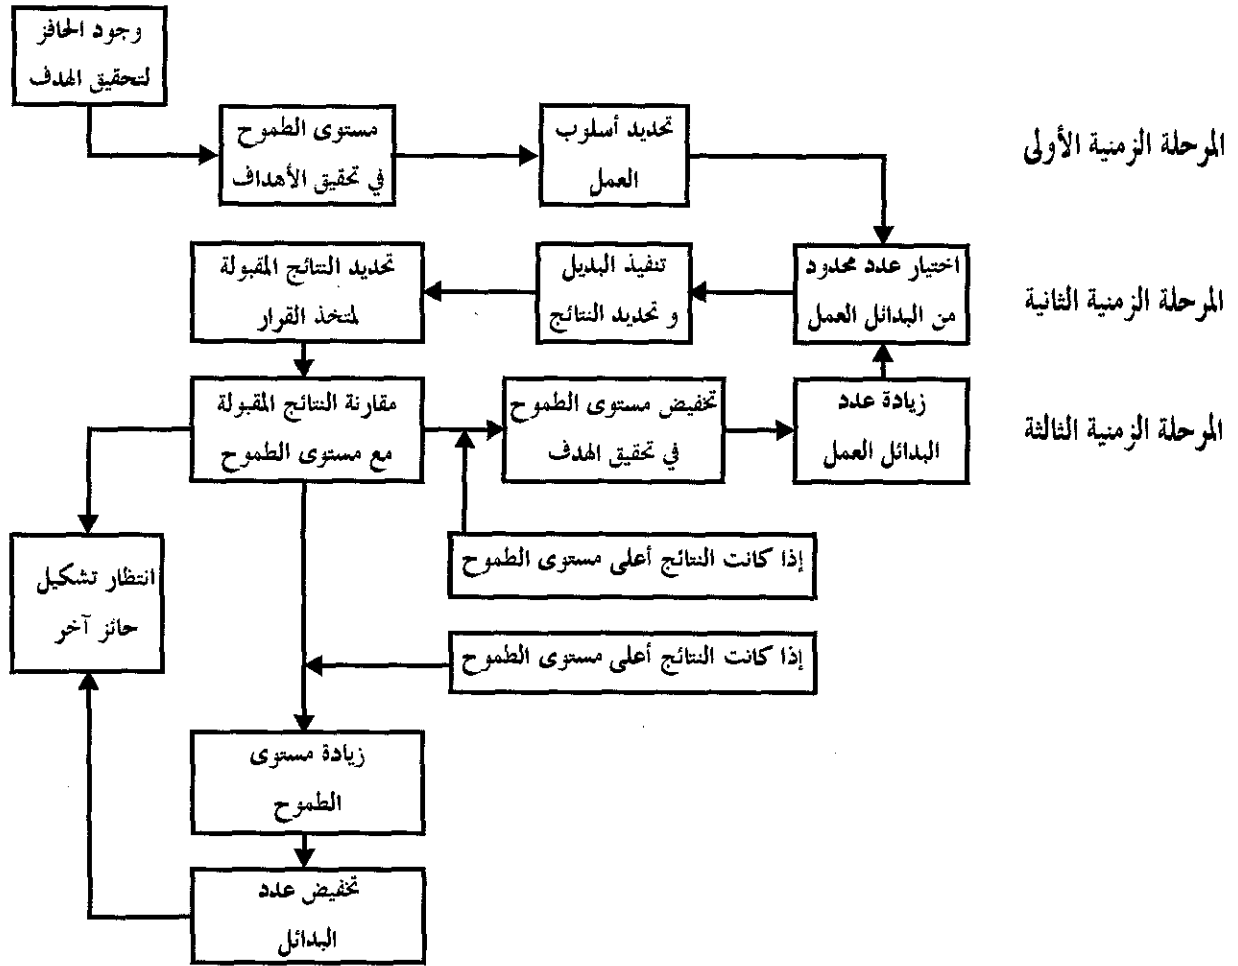 وجود الحافز
لتحقيق الهدف
المرحلة الزمنية الأولى
تحديد أسلوب
العمل
مستوى الطموح
في تحقيق الأهداف
المرحلة الزمنية الثانية
اختيار عدد محدود
من البدائل العمل
تنفيذ البديل
و تحديد النتائج
تحديد النتائج المقبولة
لمتخذ القرار
المرحلة الزمنية الثالثة
زيادة عدد
البدائل العمل
تخفيض مستوى الطموح
في تحقيق الهدف
مقارنة النتائج المقبولة
مع مستوى الطموح
إذا كانت النتائج أعلى مستوى الطموح
انتظار تشكيل
حائز آخر
إذا كانت النتائج أعلى مستوى الطموح
زيادة مستوى
الطموح
تخفيض عدد
البدائل